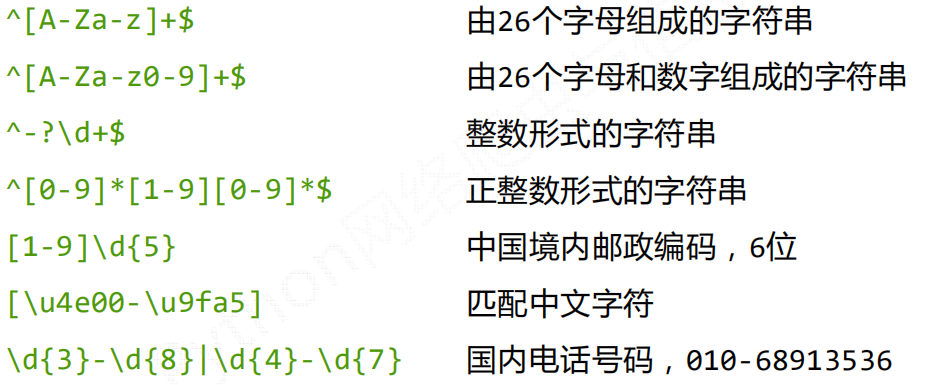 ^[A-Za-z]+$ 由26个字母组成的字符串
^[A-Za-z0-9]+$ 由26个字母和数字组成的字符串
^-?\d+$ 整数形式的字符串
^[0-9]*[1-9][0-9]*$ 正整数形式的字符串
[1-9]\d{5} 中国境内邮政编码，6位
[\u4e00-\u9fa5] 匹配中文字符
\d{3}-\d{8}|\d{4}-\d{7} 国内电话号码，010-68913536